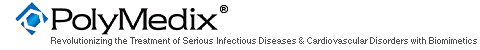 PolyMedix®
Revolutionizing the Treatment of Serious Infectious Diseases & Cardiovascular Disorders with Biomimetics